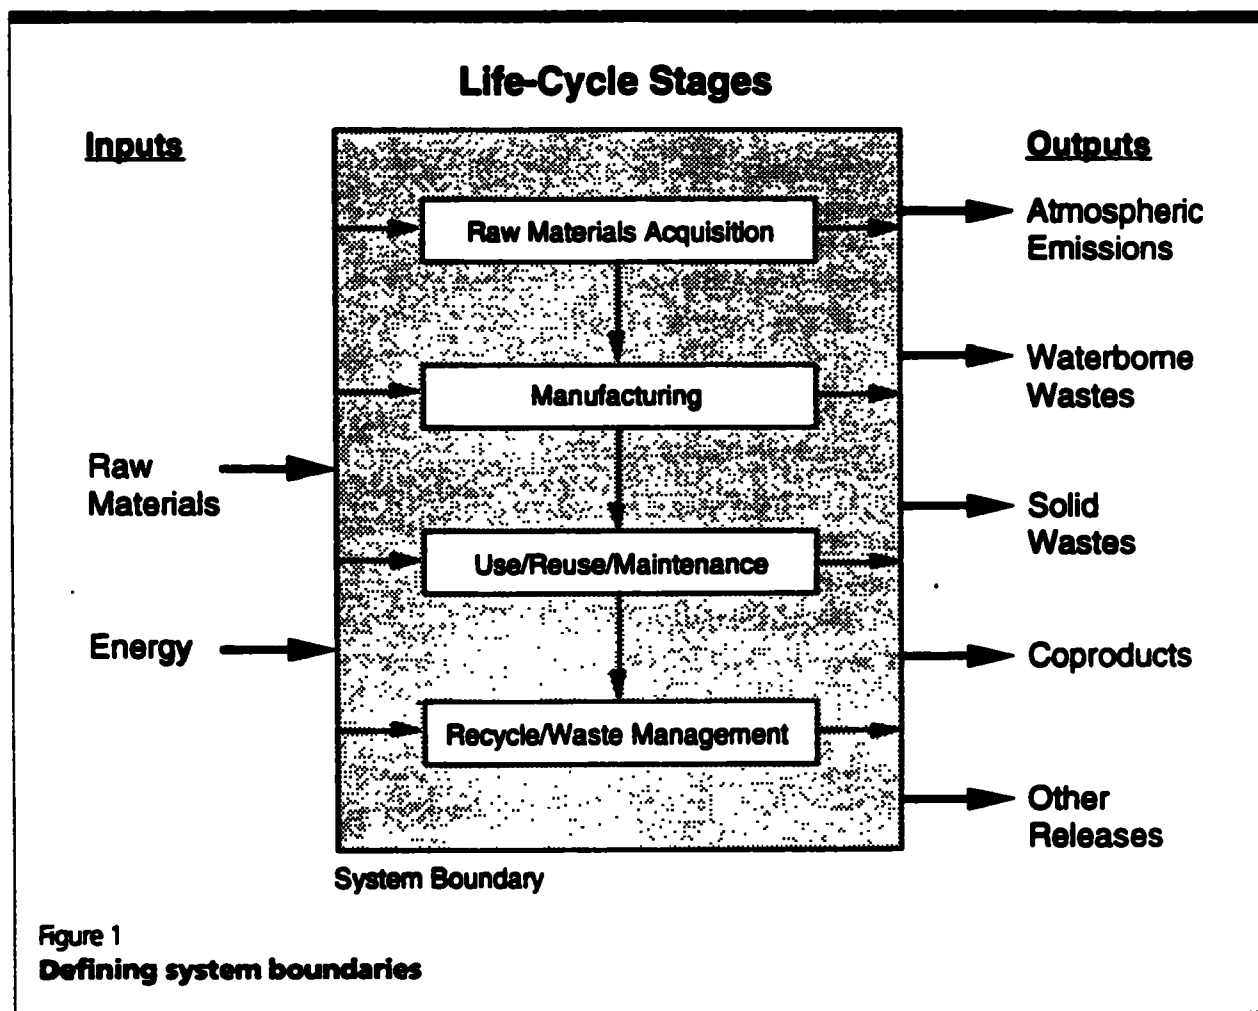 Life-Cycle Stages
Inputs
Outputs
Raw Materials Acquisition
Manufacturing
Use/Reuse/Maintenance
Recycle/Waste Management
Raw
Materials
Energy
Atmospheric
Emissions
Waterborne
Wastes
Solid
Wastes
Coproducts
Other
Releases
System Boundary
Figure 1
Defining system boundaries